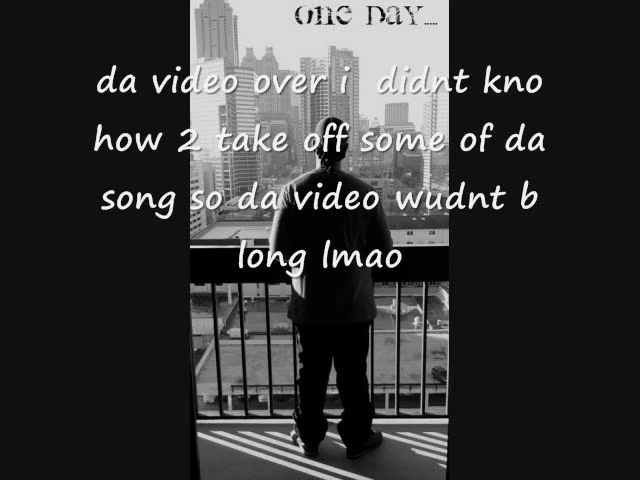 one Day.....
da video over i didnt kno
how 2 take off some of da
song so da video wudnt b
long lmao